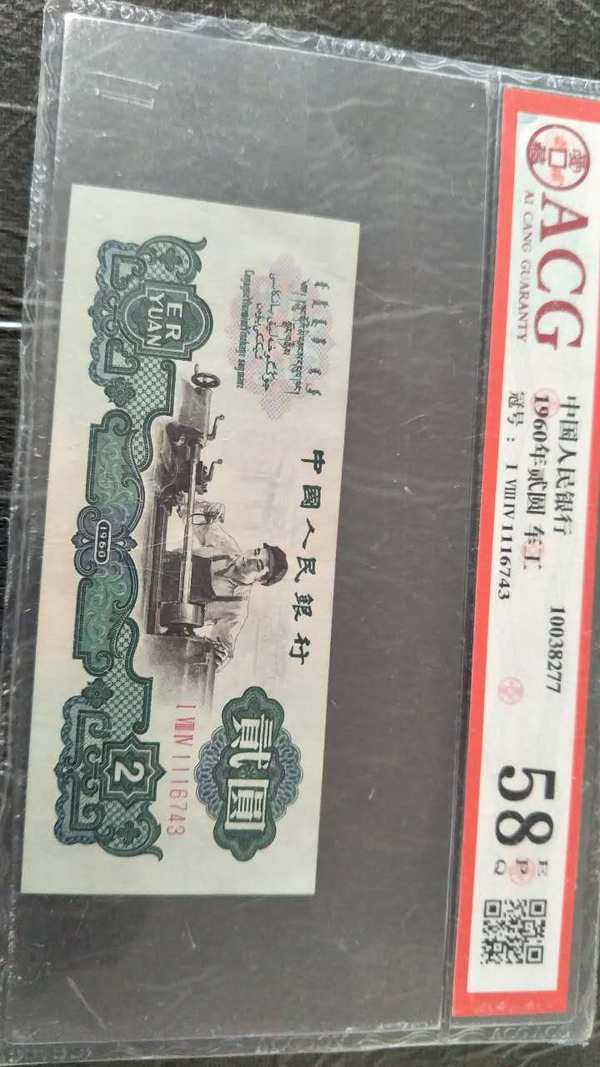 ACG
AI CANG GUARANTY
中国人民银行
1960年贰圆 车工
冠号：I VIII IV 1116743
10038277
58
E
P
Q
中國人民銀行
貳圓
I VIII IV 1116743
ER
YUAN
1960
2